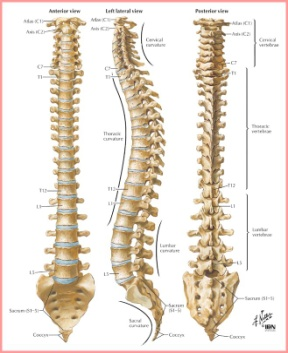 Anterior view
Left lateral view
Posterior view
Atlas (C1)
Axis (C2)
C7
T1
T12
L1
L5
Sacrum (S1–5)
Coccyx
Atlas (C1)
Axis (C2)
Cervical
curvature
C7
T1
Thoracic
curvature
T12
L1
Lumbar
curvature
L5
Sacrum
(S1–5)
Sacral
curvature
Coccyx
Atlas (C1)
Axis (C2)
Cervical
vertebrae
C7
T1
Thoracic
vertebrae
T12
L1
Lumbar
vertebrae
L5
Sacrum (S1–5)
Coccyx